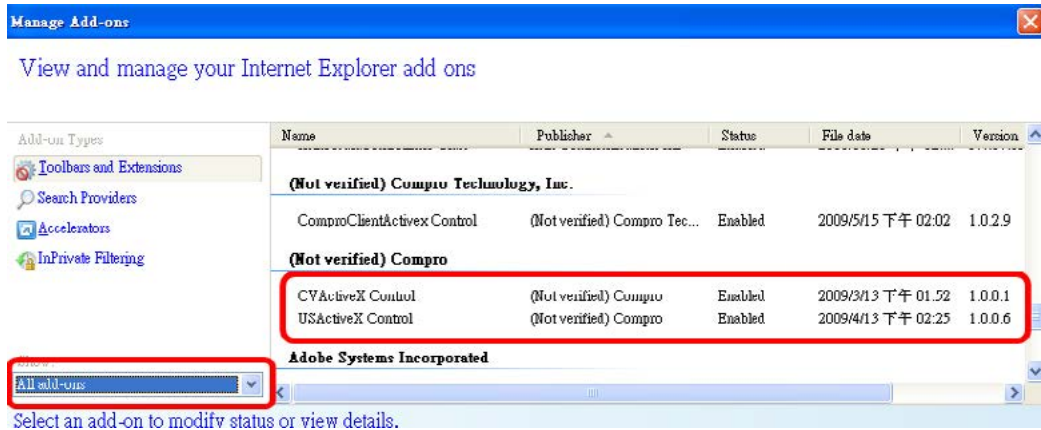 Manage Add-ons
View and manage your Internet Explorer add ons
Add-on Types
Toolbars and Extensions
Search Providers
Accelerators
InPrivate Filtering
Show:
All add-ons
Name Publisher Status File date Version
(Not verified) Compro Technology, Inc.
ComproClientActivex Control (Not verified) Compro Tec... Enabled 2009/5/15 下午 02:02 1.0.2.9
(Not verified) Compro
CVActiveX Control (Not verified) Compro Enabled 2009/3/13 下午 01:52 1.0.0.1
USActiveX Control (Not verified) Compro Enabled 2009/4/13 下午 02:25 1.0.0.6
Adobe Systems Incorporated
Select an add-on to modify status or view details.